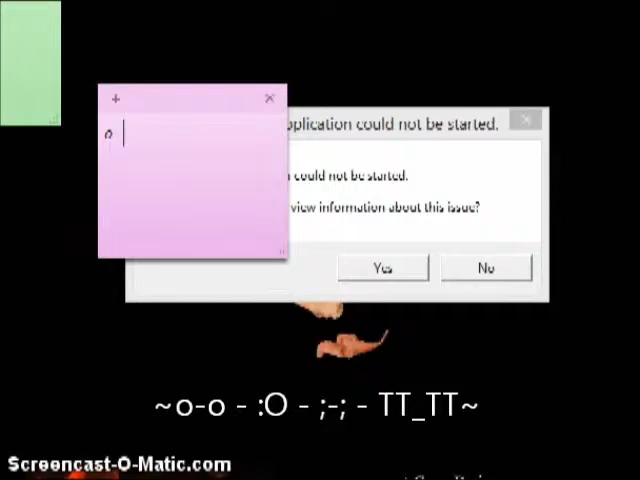 +
o
plication could not be started.
could not be started.
view information about this issue?
Yes
No
~o-o - :O - ;-; - TT_TT~
Screencast-O-Matic.com